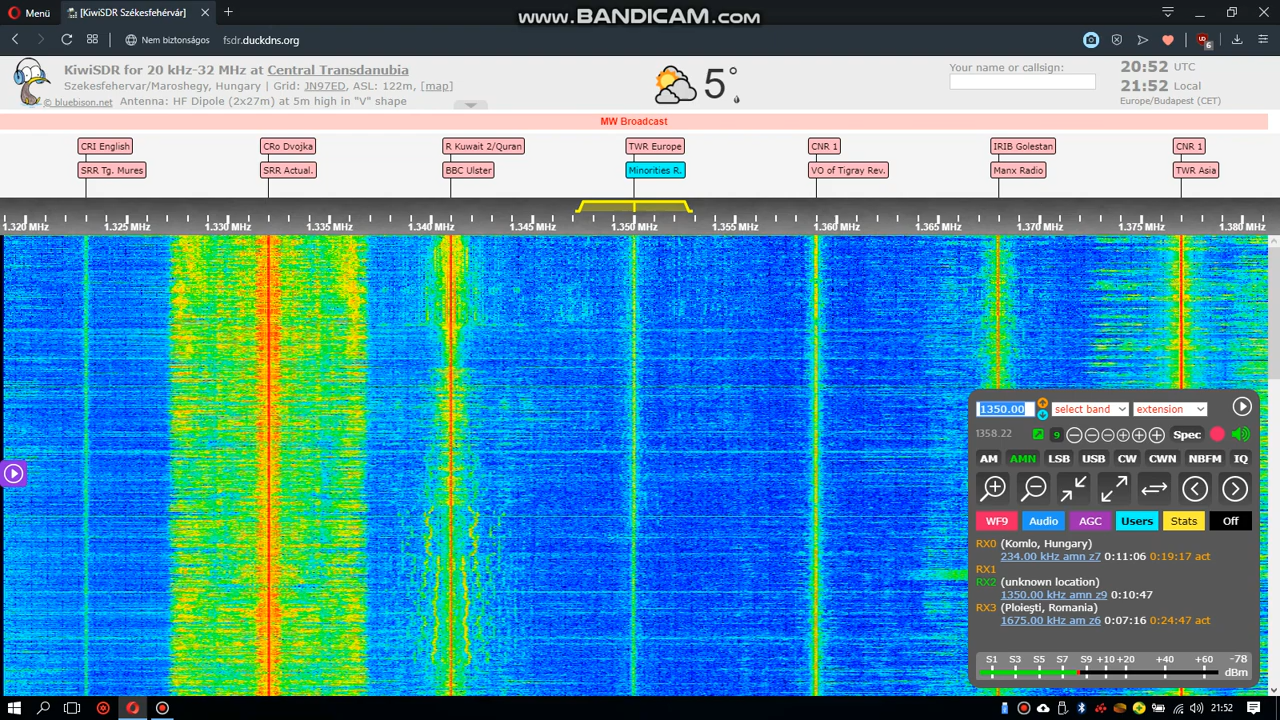 Menü
[KiwiSDR Székesfehérvár]
www.BANDICAM.com
Nem biztonságos
fsdr.duckdns.org
6
KiwiSDR for 20 kHz-32 MHz at Central Transdanubia
Szekesfehervar/Maroshegy, Hungary | Grid: JN97ED, ASL: 122m, [map]
© bluebison.net
Antenna: HF Dipole (2x27m) at 5m high in "V" shape
5°
Your name or callsign:
20:52 UTC
21:52 Local
Europe/Budapest (CET)
MW Broadcast
CRI English
CRo Dvojka
R Kuwait 2/Quran
TWR Europe
CNR 1
IRIB Golestan
CNR 1
SRR Tg. Mures
SRR Actual.
BBC Ulster
Minorities R.
VO of Tigray Rev.
Manx Radio
TWR Asia
1.320 MHz
1.325 MHz
1.330 MHz
1.335 MHz
1.340 MHz
1.345 MHz
1.350 MHz
1.355 MHz
1.360 MHz
1.365 MHz
1.370 MHz
1.375 MHz
1.380 MHz
1350.00
select band
extension
1358.22
9
Spec
AM AMN LSB USB CW CWN NBFM IQ
WF9 Audio AGC Users Stats Off
RX0 (Komlo, Hungary)
234.00 kHz amn z7 0:11:06 0:19:17 act
RX1
RX2 (unknown location)
1350.00 kHz amn z9 0:10:47
RX3 (Ploieşti, Romania)
1675.00 kHz am z6 0:07:16 0:24:47 act
S1 S3 S5 S7 S9 +10 +20 +40 +60 -78
dBm
21:52